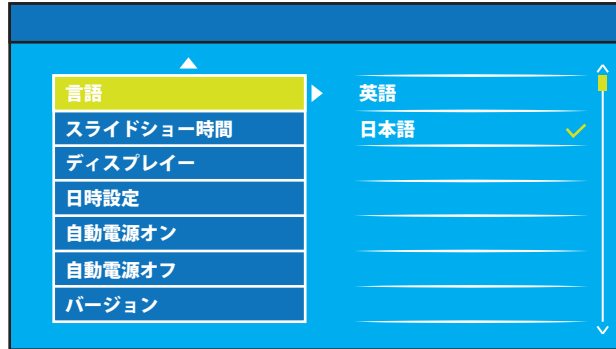 言語
スライドショー時間
ディスプレイー
日時設定
自動電源オン
自動電源オフ
バージョン
英語
日本語